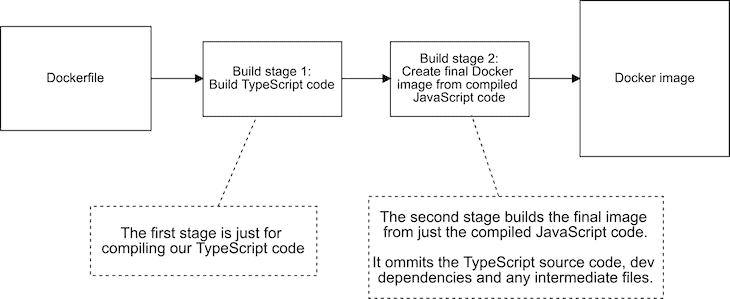 Dockerfile
Build stage 1:
Build TypeScript code
Build stage 2:
Create final Docker
image from compiled
JavaScript code
Docker image
The first stage is just for
compiling our TypeScript code
The second stage builds the final image
from just the compiled JavaScript code.
It ommits the TypeScript source code, dev
dependencies and any intermediate files.